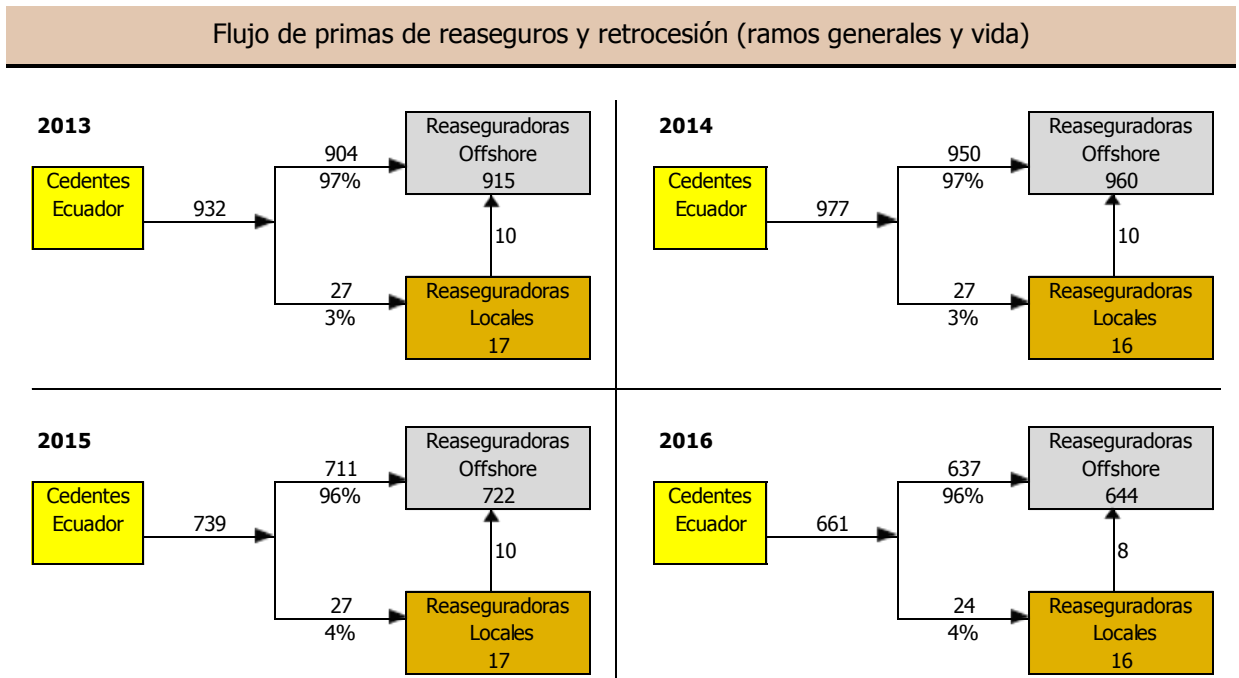 Flujo de primas de reaseguros y retrocesión (ramos generales y vida)
2013
Cedentes
Ecuador
932
904
97%
27
3%
Reaseguradoras
Offshore
915
10
Reaseguradoras
Locales
17
2014
Cedentes
Ecuador
977
950
97%
27
3%
Reaseguradoras
Offshore
960
10
Reaseguradoras
Locales
16
2015
Cedentes
Ecuador
739
711
96%
27
4%
Reaseguradoras
Offshore
722
10
Reaseguradoras
Locales
17
2016
Cedentes
Ecuador
661
637
96%
24
4%
Reaseguradoras
Offshore
644
8
Reaseguradoras
Locales
16